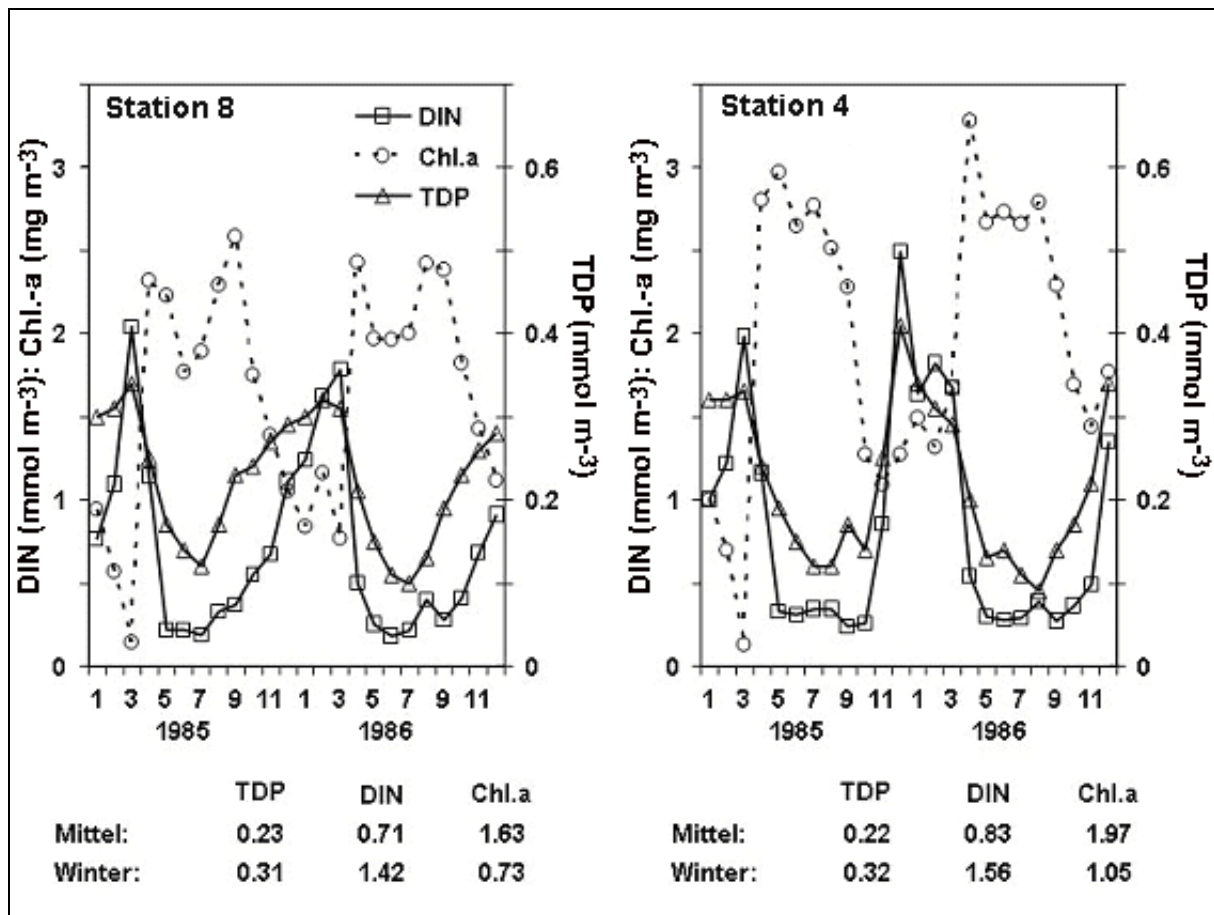 Station 8
DIN
Chl.a
TDP
DIN (mmol m-3): Chl.-a (mg m-3)
3
2
1
0
0.6
0.4
0.2
0
TDP (mmol m-3)
1 3 5 7 9 11 1 3 5 7 9 11
1985 1986
TDP DIN Chl.a
Mittel: 0.23 0.71 1.63
Winter: 0.31 1.42 0.73
Station 4
DIN (mmol m-3): Chl.-a (mg m-3)
3
2
1
0
0.6
0.4
0.2
0
TDP (mmol m-3)
1 3 5 7 9 11 1 3 5 7 9 11
1985 1986
TDP DIN Chl.a
Mittel: 0.22 0.83 1.97
Winter: 0.32 1.56 1.05